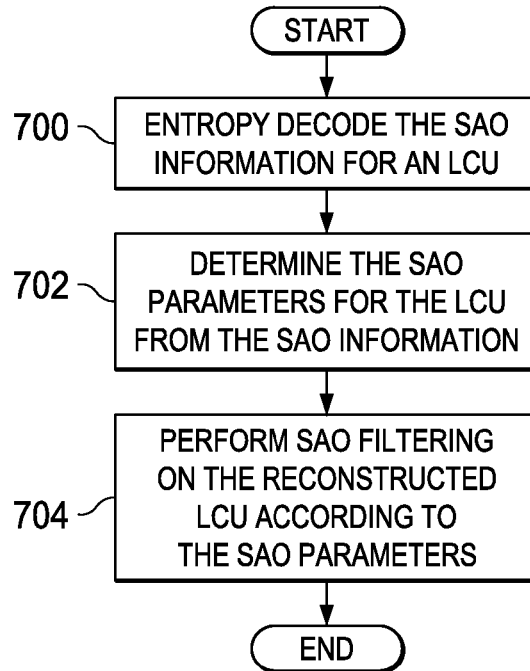 START
700
ENTROPY DECODE THE SAO
INFORMATION FOR AN LCU
702
DETERMINE THE SAO
PARAMETERS FOR THE LCU
FROM THE SAO INFORMATION
704
PERFORM SAO FILTERING
ON THE RECONSTRUCTED
LCU ACCORDING TO
THE SAO PARAMETERS
END